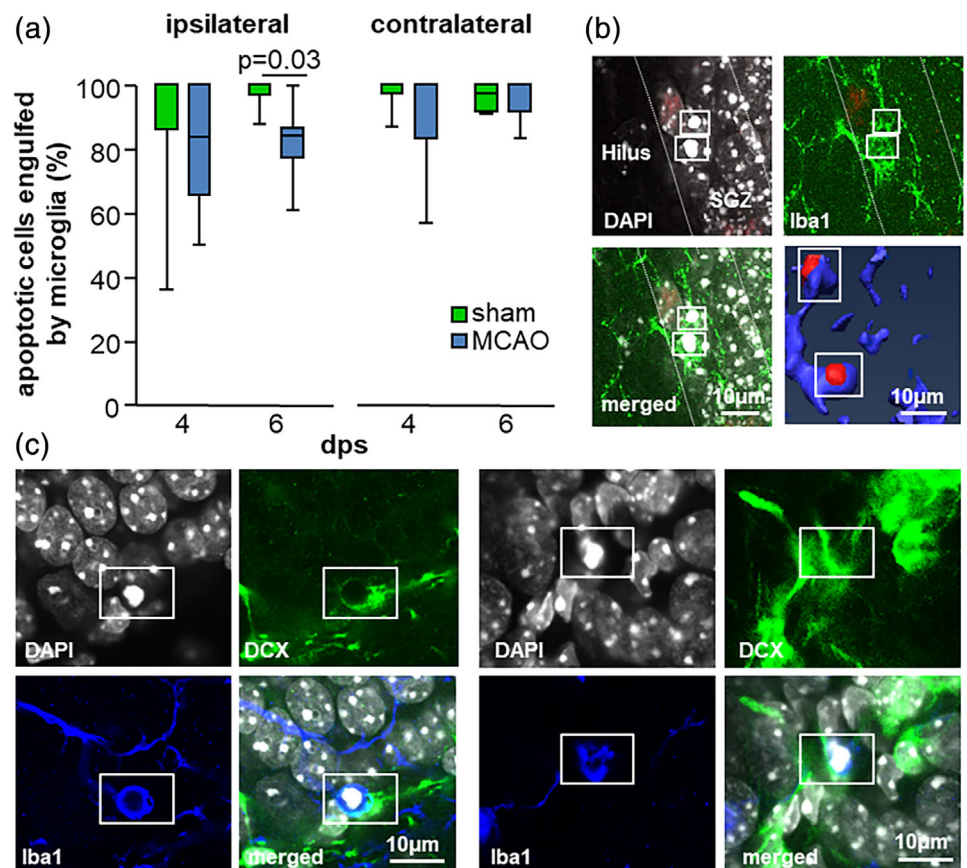 (a)
ipsilateral
contralateral
p=0.03
apoptotic cells engulfed
by microglia (%)
100
80
60
40
20
0
sham
MCAO
4
6
4
6
dps
(b)
Hilus
SGZ
DAPI
Iba1
merged
10µm
10µm
(c)
DAPI
DCX
DAPI
DCX
Iba1
merged
10µm
Iba1
merged
10µm